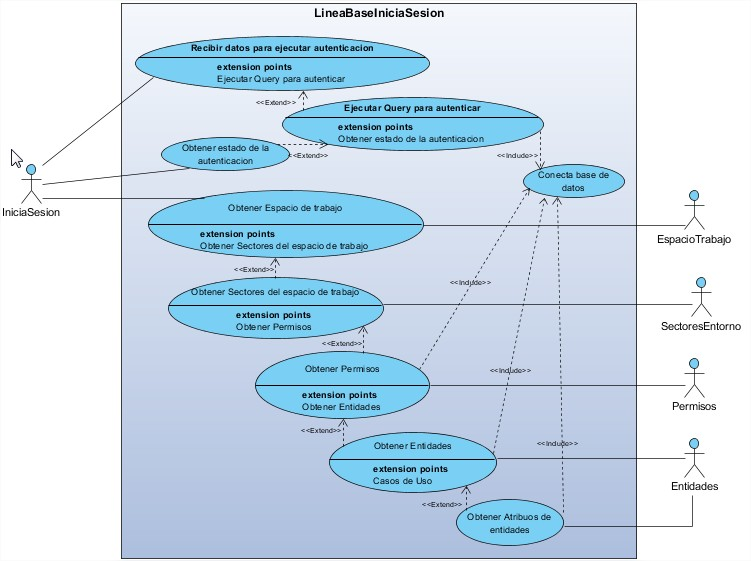 LineaBaseIniciaSesion
Recibir datos para ejecutar autenticacion
extension points
Ejecutar Query para autenticar
<<Extend>>
Ejecutar Query para autenticar
extension points
Obtener estado de la autenticacion
Obtener estado de la
autenticacion
<<Extend>>
<<Include>>
Conecta base de
datos
IniciaSesion
Obtener Espacio de trabajo
extension points
Obtener Sectores del espacio de trabajo
EspacioTrabajo
<<Extend>>
<<Include>>
Obtener Sectores del espacio de trabajo
extension points
Obtener Permisos
SectoresEntorno
<<Extend>>
Obtener Permisos
extension points
Obtener Entidades
<<Include>>
Permisos
<<Extend>>
Obtener Entidades
extension points
Casos de Uso
<<Include>>
Entidades
<<Extend>>
Obtener Atribuos de
entidades